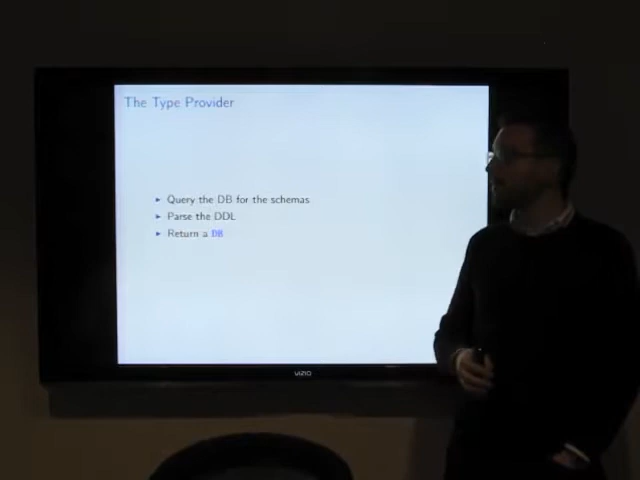 The Type Provider
▸ Query the DB for the schemas
▸ Parse the DDL
▸ Return a DB
VIZIO